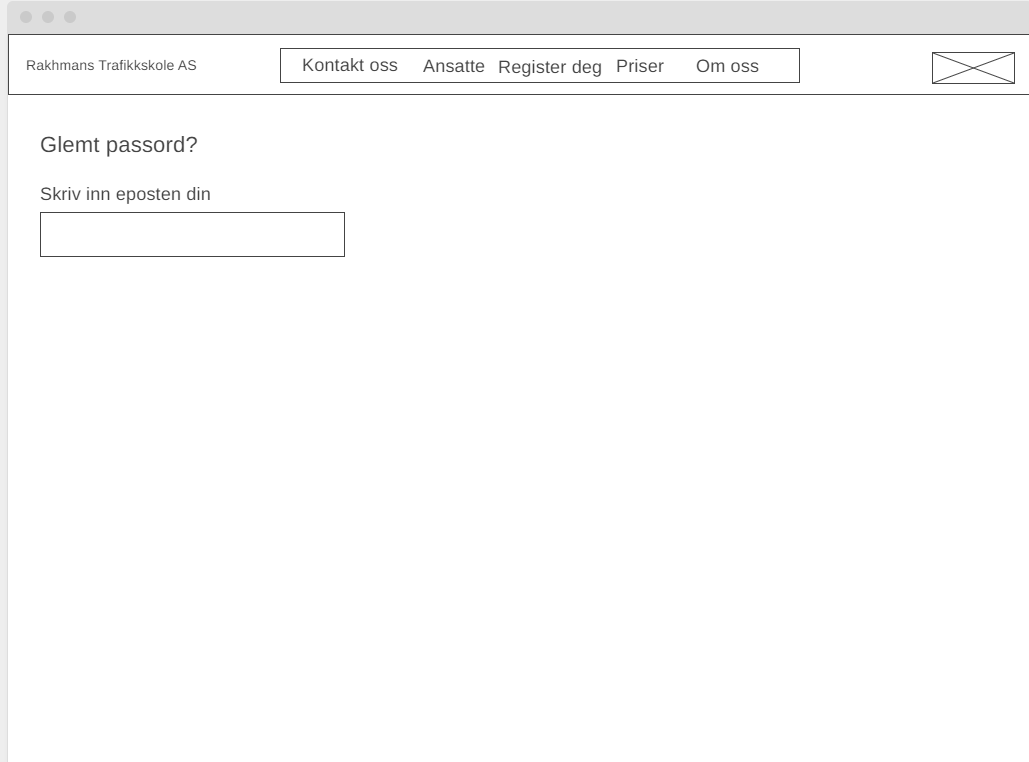 Rakhmans Trafikkskole AS
Kontakt oss Ansatte Register deg Priser Om oss
Glemt passord?
Skriv inn eposten din